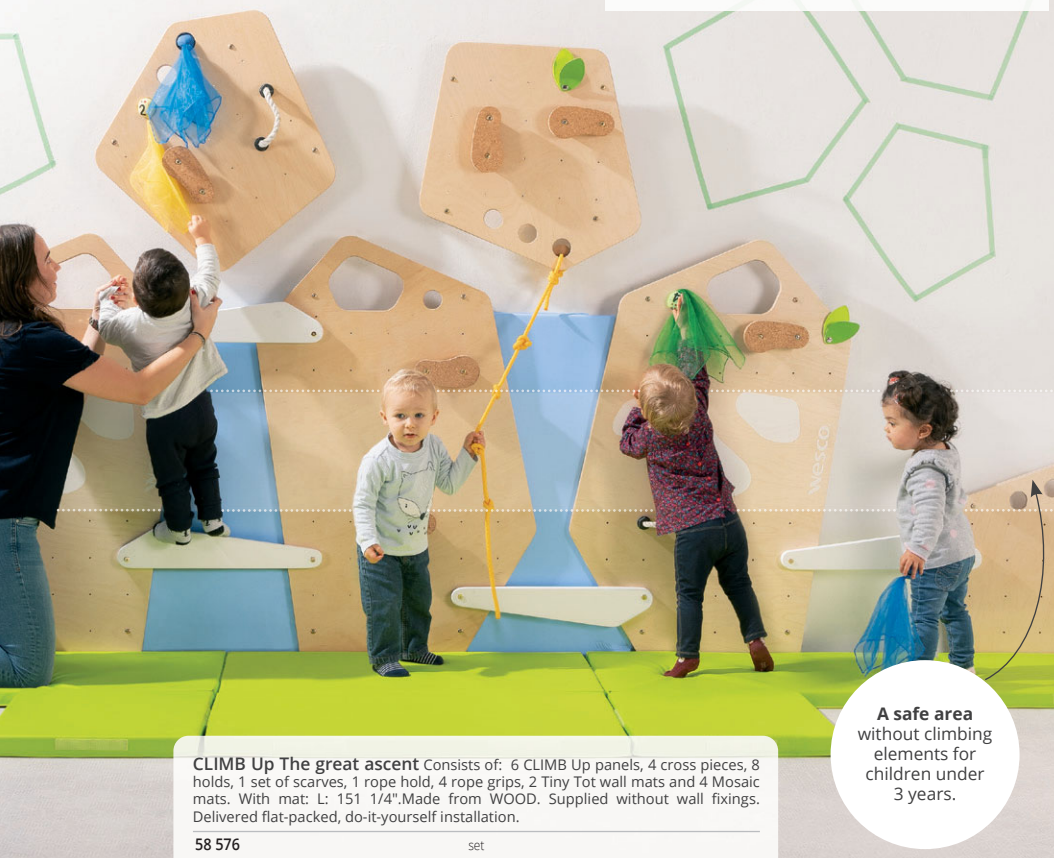 2
wesco
CLIMB Up The great ascent Consists of: 6 CLIMB Up panels, 4 cross pieces, 8
holds, 1 set of scarves, 1 rope hold, 4 rope grips, 2 Tiny Tot wall mats and 4 Mosaic
mats. With mat: L: 151 1/4".Made from WOOD. Supplied without wall fixings.
Delivered flat-packed, do-it-yourself installation.
58 576 set
A safe area
without climbing
elements for
children under
3 years.